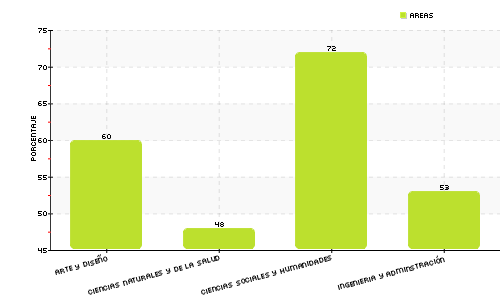 AREAS
75
70
65
60
55
50
45
PORCENTAJE
60
48
72
53
ARTE Y DISEÑO
CIENCIAS NATURALES Y DE LA SALUD
CIENCIAS SOCIALES Y HUMANIDADES
INGENIERIA Y ADMINSTRACIÓN